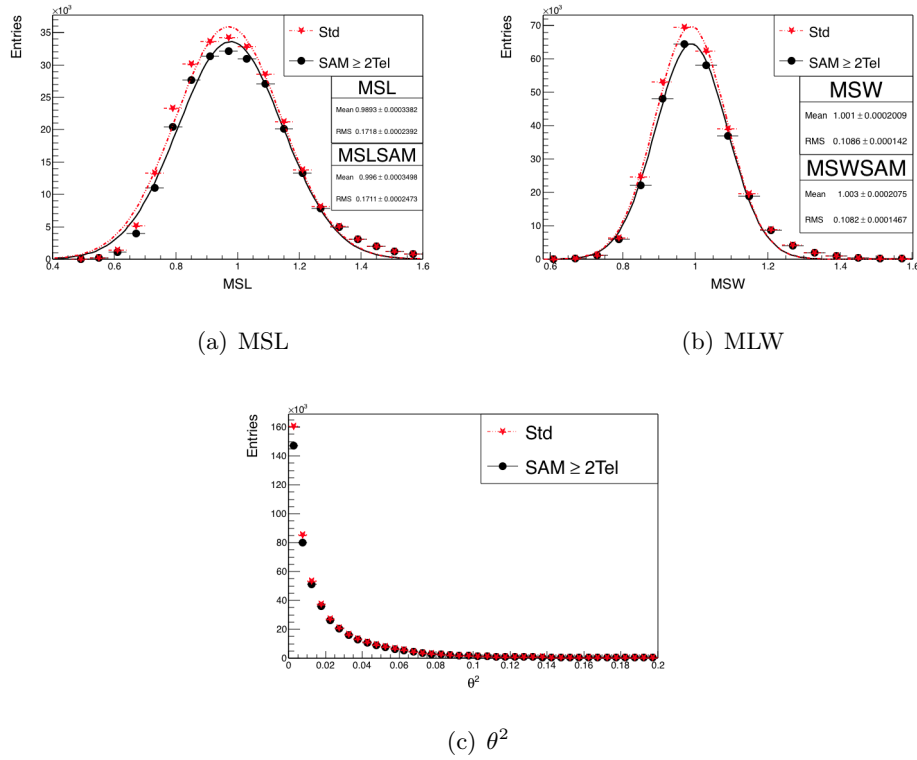 ×10³
Entries
35
30
25
20
15
10
5
0
0.4 0.6 0.8 1 1.2 1.4 1.6
MSL
Std
SAM ≥ 2Tel
MSL
Mean 0.9893 ± 0.0003382
RMS 0.1718 ± 0.0002392
MSLSAM
Mean 0.996 ± 0.0003498
RMS 0.1711 ± 0.0002473
(a) MSL
×10³
Entries
70
60
50
40
30
20
10
0
0.6 0.8 1 1.2 1.4 1.6
MSW
Std
SAM ≥ 2Tel
MSW
Mean 1.001 ± 0.0002009
RMS 0.1086 ± 0.000142
MSWSAM
Mean 1.003 ± 0.0002075
RMS 0.1082 ± 0.0001467
(b) MLW
×10³
Entries
160
140
120
100
80
60
40
20
0
0 0.02 0.04 0.06 0.08 0.1 0.12 0.14 0.16 0.18 0.2
θ²
Std
SAM ≥ 2Tel
(c) θ²